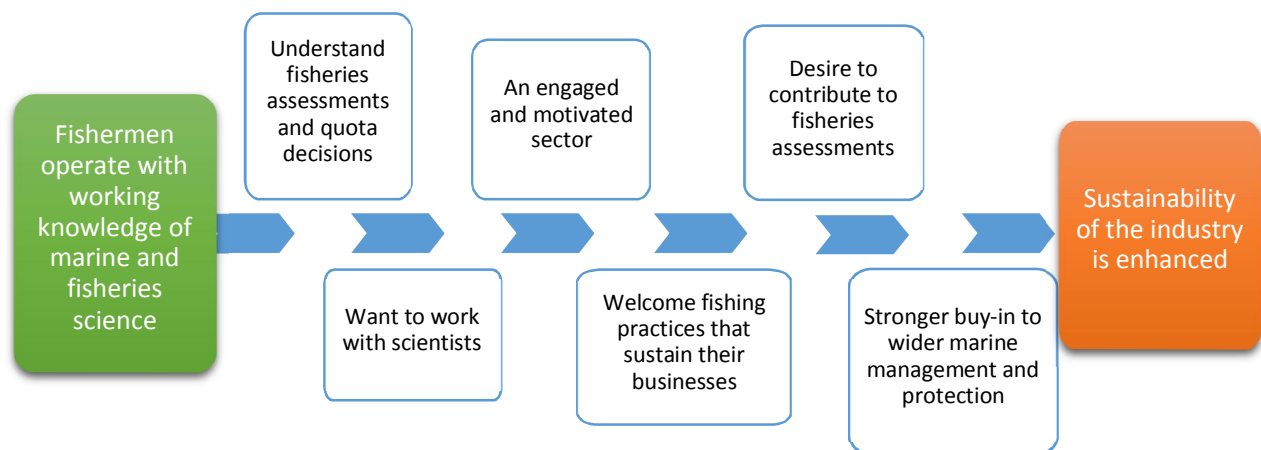 Fishermen
operate with
working
knowledge of
marine and
fisheries
science
Understand
fisheries
assessments
and quota
decisions
Want to work
with scientists
An engaged
and motivated
sector
Welcome fishing
practices that
sustain their
businesses
Desire to
contribute to
fisheries
assessments
Stronger buy-in to
wider marine
management and
protection
Sustainability
of the industry
is enhanced